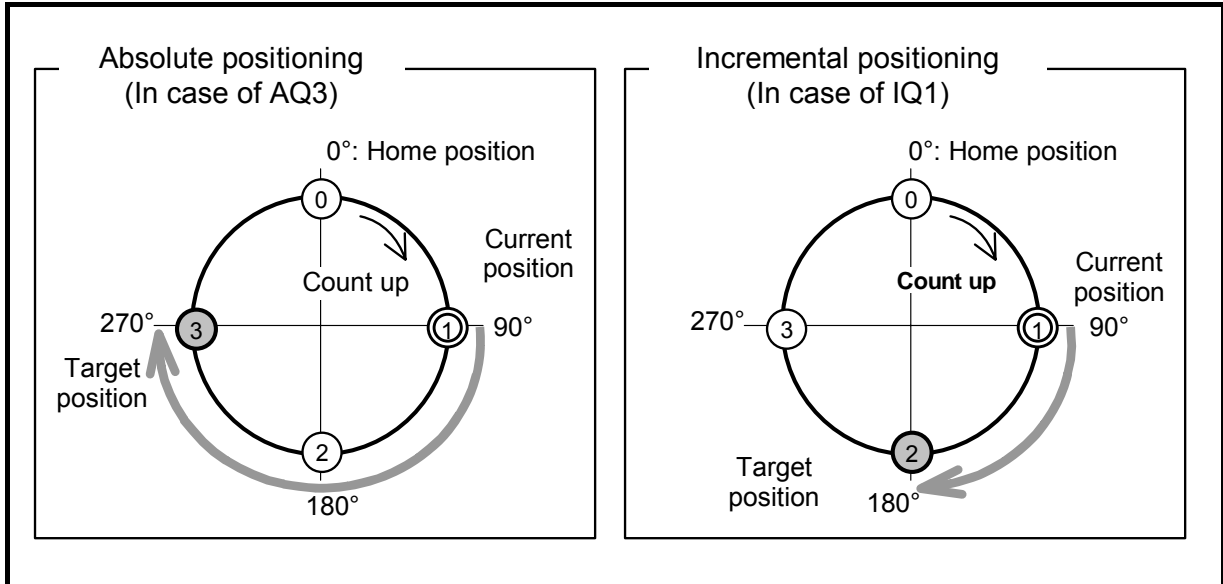 Absolute positioning
(In case of AQ3)
0°: Home position
0
Current
position
Count up
270°
3
1
90°
Target
position
2
180°
Incremental positioning
(In case of IQ1)
0°: Home position
0
Current
position
Count up
270°
3
1
90°
2
Target
position
180°